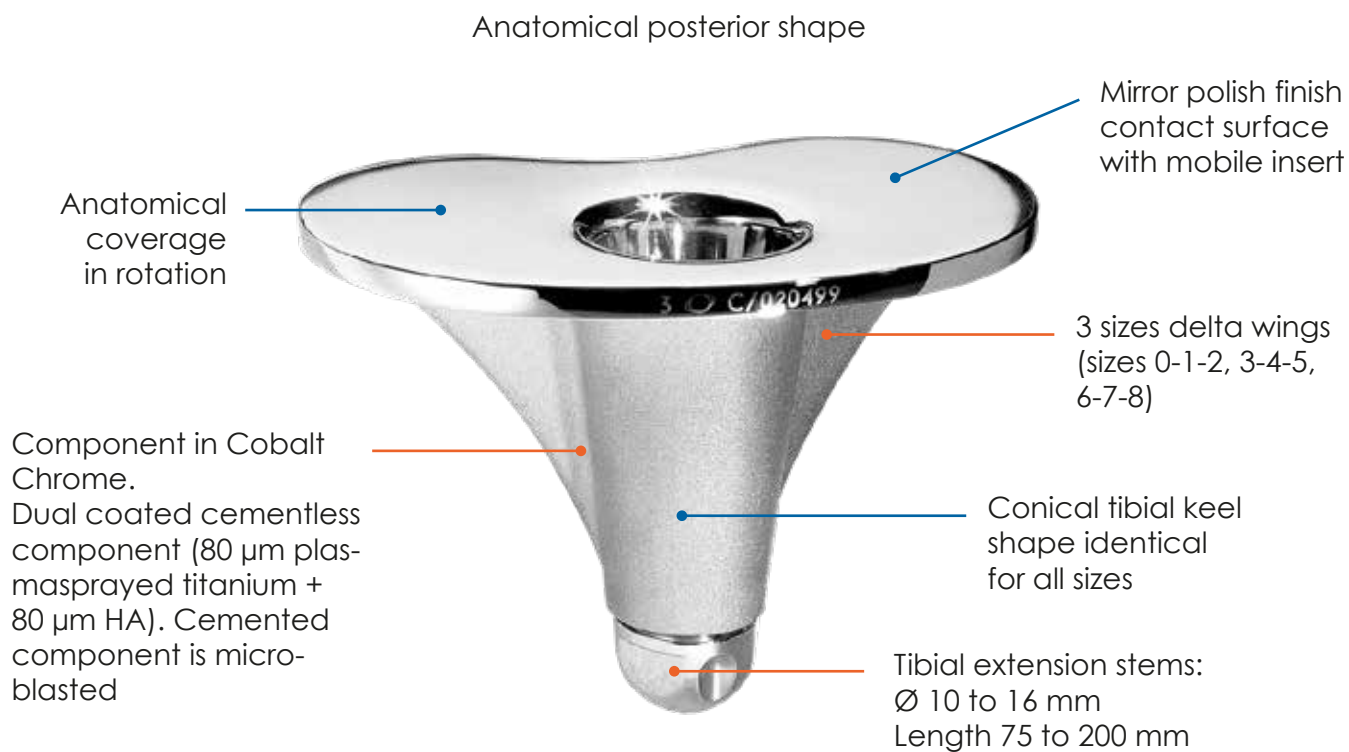 Anatomical posterior shape
Mirror polish finish
contact surface
with mobile insert
Anatomical
coverage
in rotation
3 C/020499
3 sizes delta wings
(sizes 0-1-2, 3-4-5,
6-7-8)
Component in Cobalt
Chrome.
Dual coated cementless
component (80 µm plas-
masprayed titanium +
80 µm HA). Cemented
component is micro-
blasted
Conical tibial keel
shape identical
for all sizes
Tibial extension stems:
Ø 10 to 16 mm
Length 75 to 200 mm